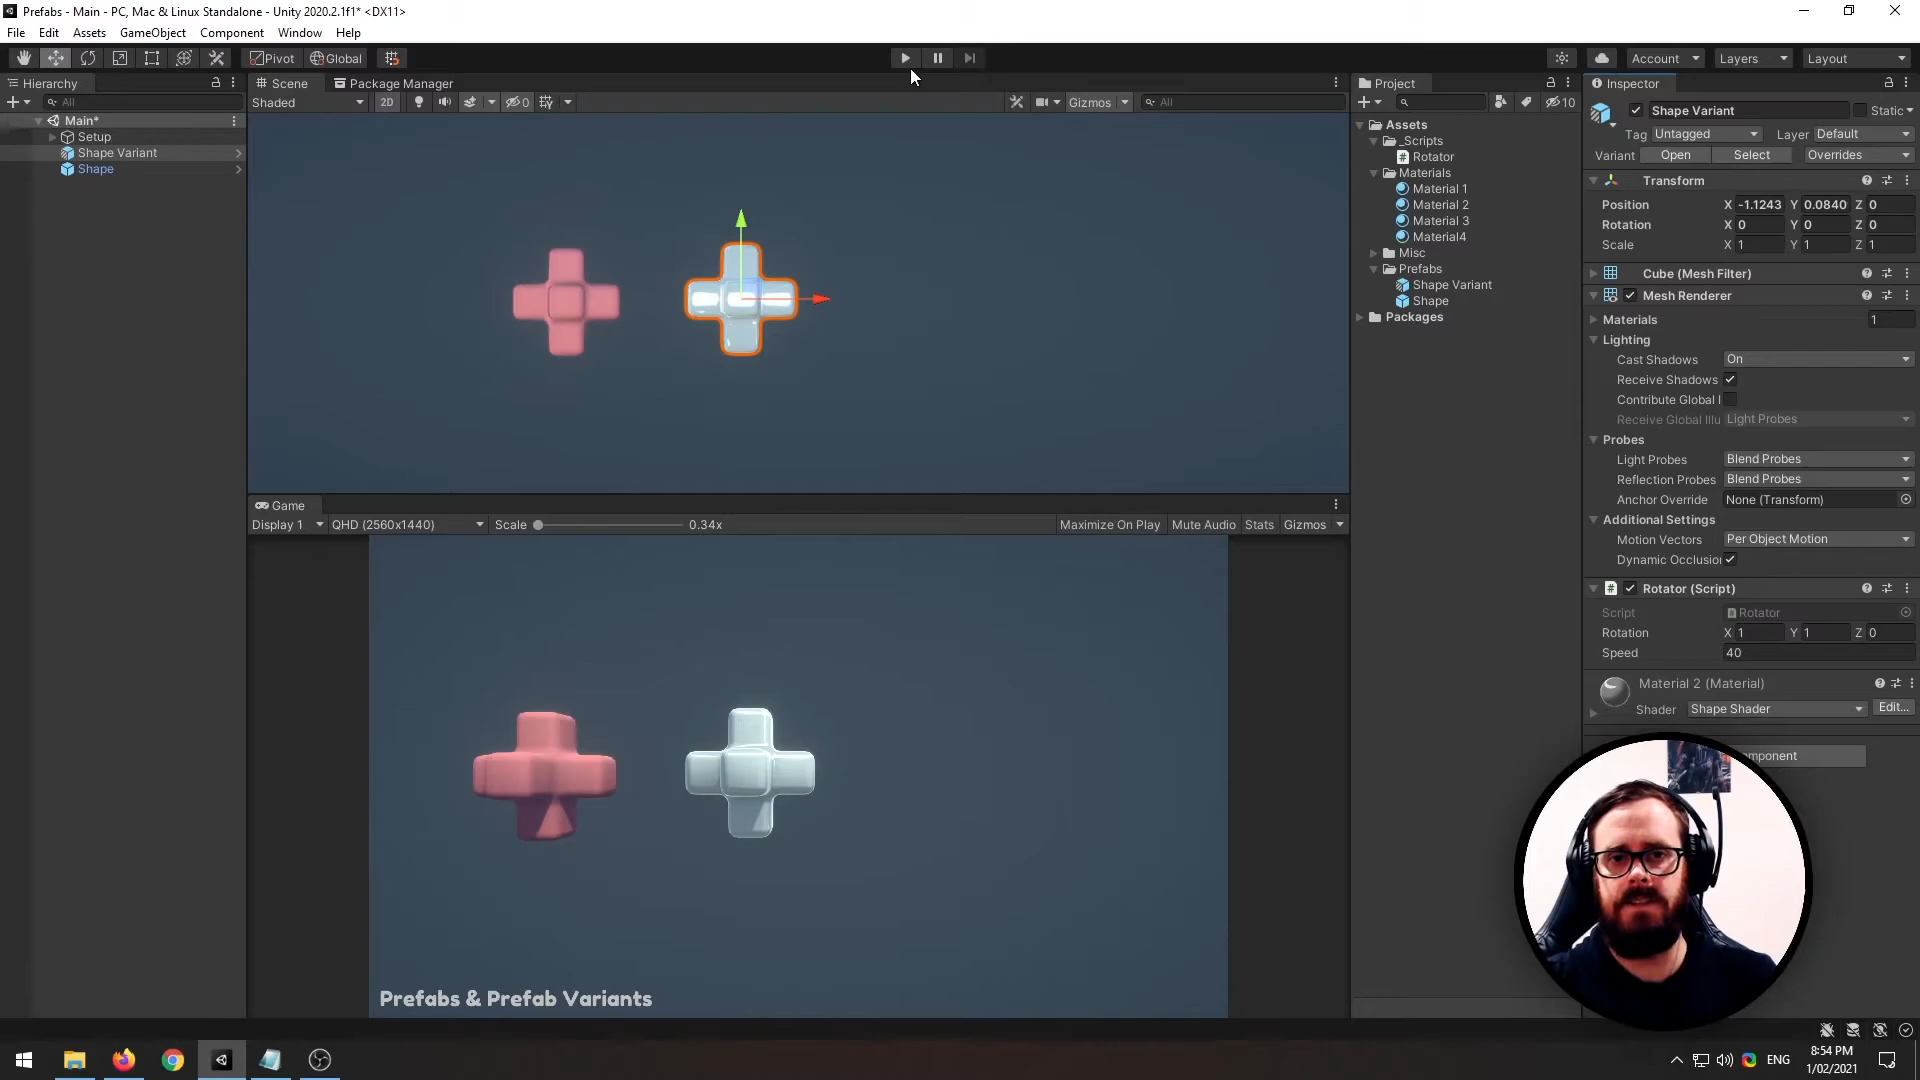 Prefabs - Main - PC, Mac & Linux Standalone - Unity 2020.2.1f1* <DX11>
File Edit Assets GameObject Component Window Help
Pivot Global
Account Layers Layout
Hierarchy
All
Main*
Setup
Shape Variant
Shape
Scene Package Manager
Shaded 2D 0 Gizmos All
Game
Display 1 QHD (2560x1440) Scale 0.34x Maximize On Play Mute Audio Stats Gizmos
Prefabs & Prefab Variants
Project
10
Assets
_Scripts
Rotator
Materials
Material 1
Material 2
Material 3
Material4
Misc
Prefabs
Shape Variant
Shape
Packages
Inspector
Shape Variant Static
Tag Untagged Layer Default
Variant Open Select Overrides
Transform
Position X -1.1243 Y 0.0840 Z 0
Rotation X 0 Y 0 Z 0
Scale X 1 Y 1 Z 1
Cube (Mesh Filter)
Mesh Renderer
Materials 1
Lighting
Cast Shadows On
Receive Shadows
Contribute Global I
Receive Global Illu Light Probes
Probes
Light Probes Blend Probes
Reflection Probes Blend Probes
Anchor Override None (Transform)
Additional Settings
Motion Vectors Per Object Motion
Dynamic Occlusion
Rotator (Script)
Script Rotator
Rotation X 1 Y 1 Z 0
Speed 40
Material 2 (Material)
Shader Shape Shader Edit...
omponent
ENG
8:54 PM
1/02/2021